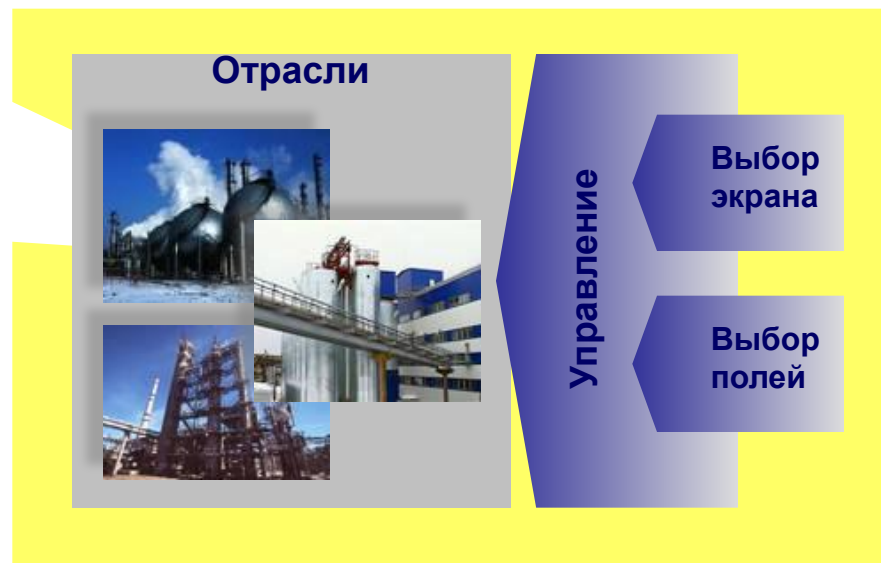 Отрасли
Управление
Выбор
экрана
Выбор
полей